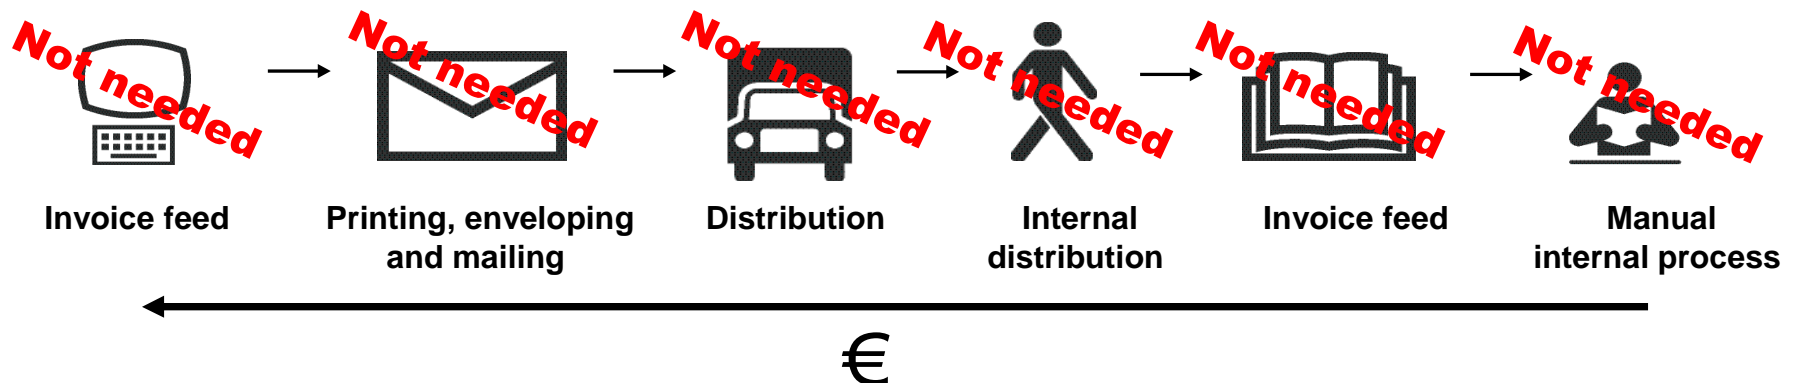 Not needed
Not needed
Not needed
Not needed
Not needed
Not needed
Invoice feed
Printing, enveloping
and mailing
Distribution
Internal
distribution
Invoice feed
Manual
internal process
€